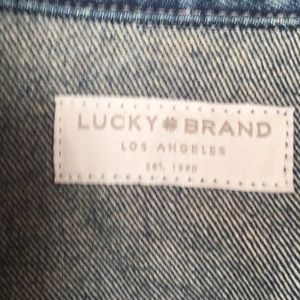 LUCKY BRAND
LOS ANGELES
EST. 1990